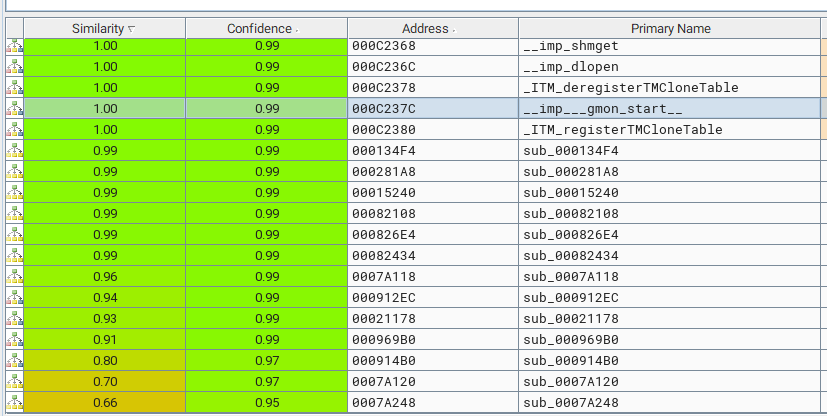 Similarity Confidence Address Primary Name
1.00 0.99 000C2368 __imp_shmget
1.00 0.99 000C236C __imp_dlopen
1.00 0.99 000C2378 _ITM_deregisterTMCloneTable
1.00 0.99 000C237C __imp___gmon_start__
1.00 0.99 000C2380 _ITM_registerTMCloneTable
0.99 0.99 000134F4 sub_000134F4
0.99 0.99 000281A8 sub_000281A8
0.99 0.99 00015240 sub_00015240
0.99 0.99 00082108 sub_00082108
0.99 0.99 000826E4 sub_000826E4
0.99 0.99 00082434 sub_00082434
0.96 0.99 0007A118 sub_0007A118
0.94 0.99 000912EC sub_000912EC
0.93 0.99 00021178 sub_00021178
0.91 0.99 000969B0 sub_000969B0
0.80 0.97 000914B0 sub_000914B0
0.70 0.97 0007A120 sub_0007A120
0.66 0.95 0007A248 sub_0007A248